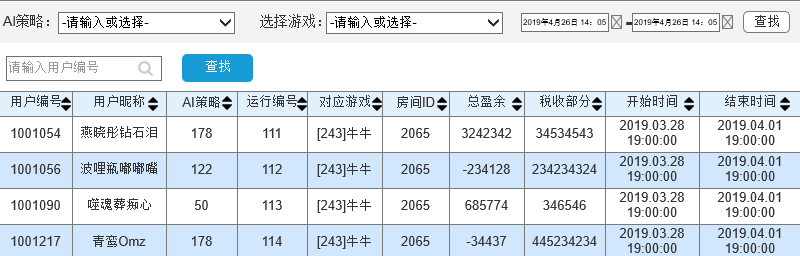 AI策略： -请输入或选择- 选择游戏： -请输入或选择- 2019年4月26日 14：05 - 2019年4月26日 14：05 查找
请输入用户编号 查找
用户编号 用户昵称 AI策略 运行编号 对应游戏 房间ID 总盈余 税收部分 开始时间 结束时间
1001054 燕晓彤钻石泪 178 111 [243]牛牛 2065 3242342 34534543 2019.03.28 19:00:00 2019.04.01 19:00:00
1001056 波哩瓶嘟嘟嘴 122 112 [243]牛牛 2065 -234128 234234324 2019.03.28 19:00:00 2019.04.01 19:00:00
1001090 噬魂葬痴心 50 113 [243]牛牛 2065 685774 346546 2019.03.28 19:00:00 2019.04.01 19:00:00
1001217 青蛮Omz 178 114 [243]牛牛 2065 -34437 445234234 2019.03.28 19:00:00 2019.04.01 19:00:00